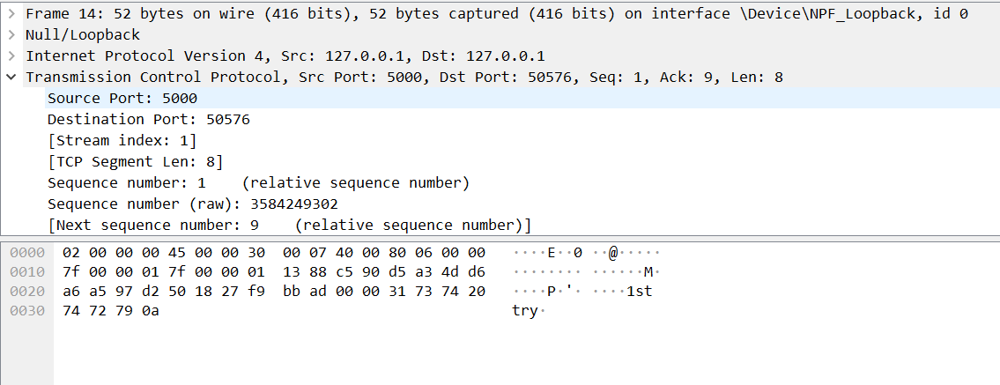 Frame 14: 52 bytes on wire (416 bits), 52 bytes captured (416 bits) on interface \Device\NPF_Loopback, id 0
Null/Loopback
Internet Protocol Version 4, Src: 127.0.0.1, Dst: 127.0.0.1
Transmission Control Protocol, Src Port: 5000, Dst Port: 50576, Seq: 1, Ack: 9, Len: 8
Source Port: 5000
Destination Port: 50576
[Stream index: 1]
[TCP Segment Len: 8]
Sequence number: 1    (relative sequence number)
Sequence number (raw): 3584249302
[Next sequence number: 9    (relative sequence number)]
0000  02 00 00 00 45 00 00 30  00 07 40 00 80 06 00 00  ····E··0 ··@·····
0010  7f 00 00 01 7f 00 00 01  13 88 c5 90 d5 a3 4d d6  ········ ······M·
0020  a6 a5 97 d2 50 18 27 f9  bb ad 00 00 31 73 74 20  ····P·'· ····1st
0030  74 72 79 0a  try·